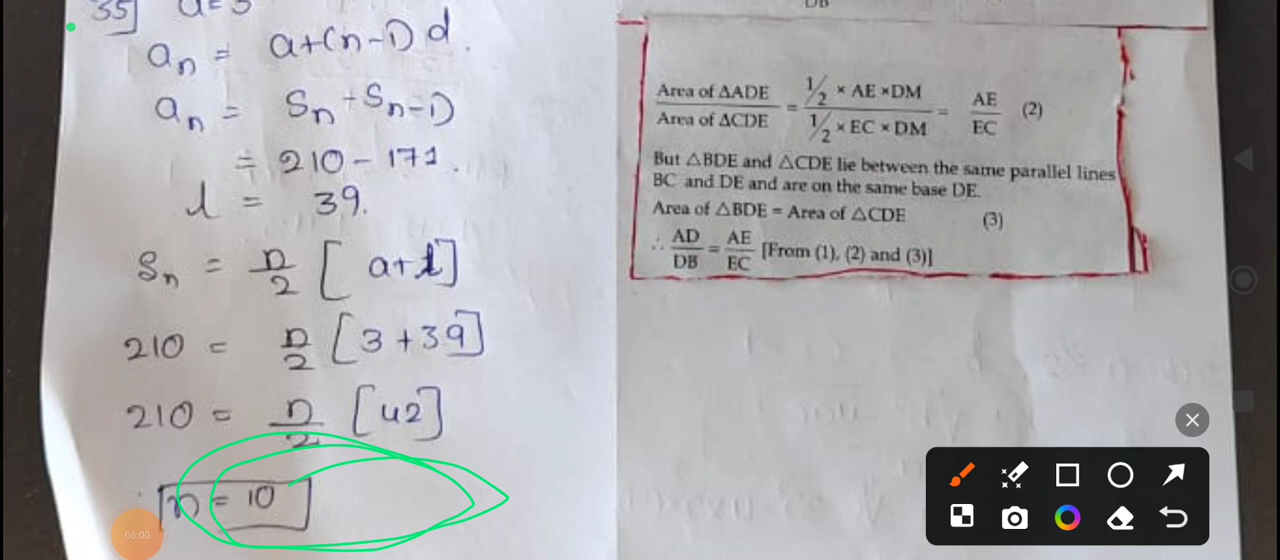 35] a = 3
aₙ = a+(n-1) d.
aₙ = Sₙ - Sₙ₋₁)
= 210 - 171.
l = 39.
Sₙ = n/2 [ a+l]
210 = n/2 [3 + 39]
210 = n/2 [42]
n = 10
06:00
DB
Area of ΔADE / Area of ΔCDE = 1/2 × AE ×DM / 1/2 × EC × DM = AE / EC (2)
But △BDE and △CDE lie between the same parallel lines
BC and DE and are on the same base DE.
Area of △BDE = Area of △CDE (3)
∴ AD / DB = AE / EC [From (1), (2) and (3)]